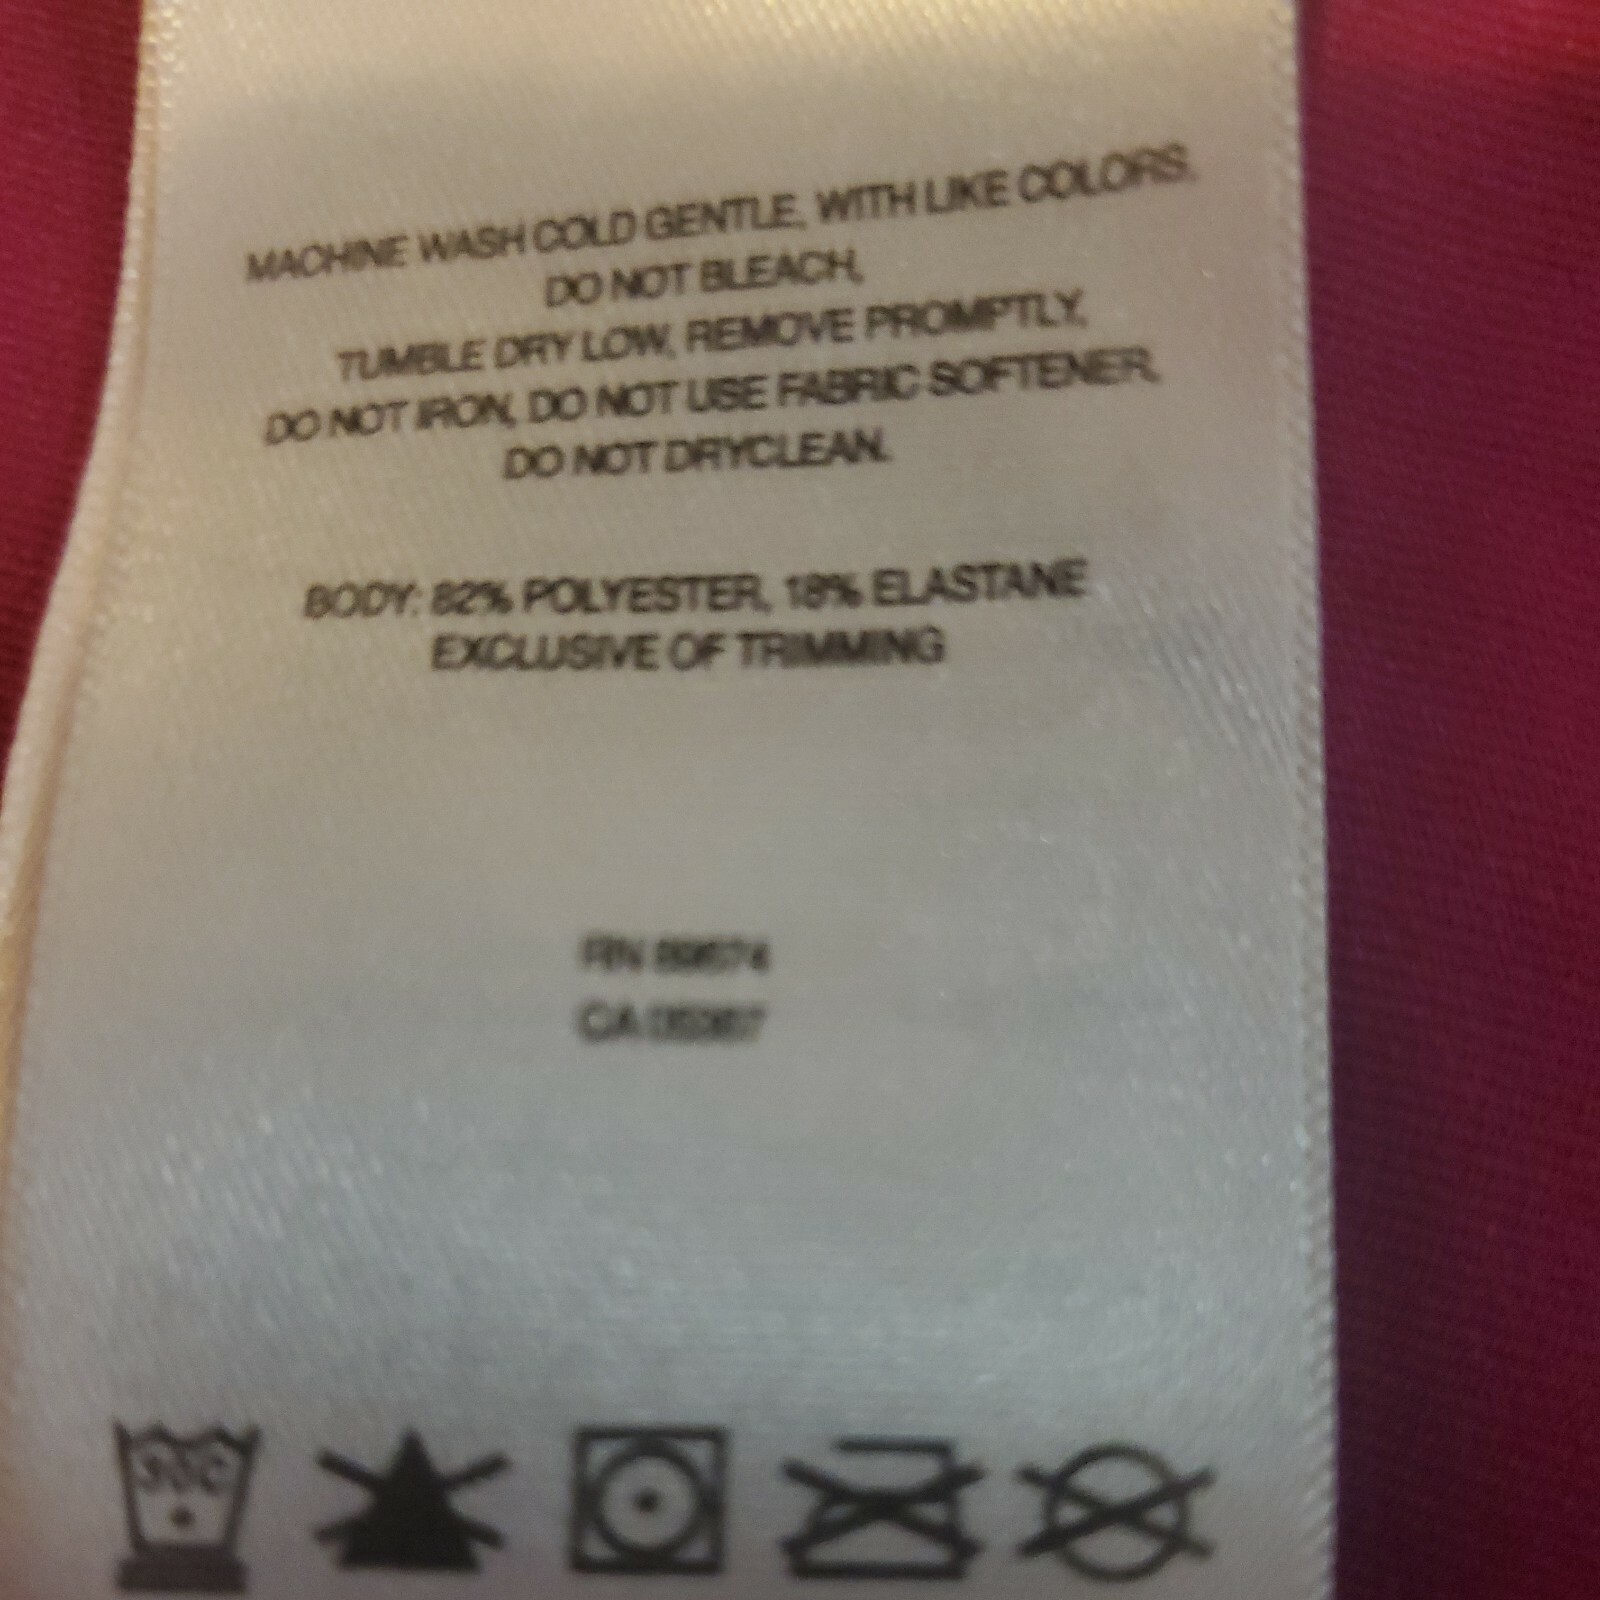 MACHINE WASH COLD GENTLE, WITH LIKE COLORS,
DO NOT BLEACH,
TUMBLE DRY LOW, REMOVE PROMPTLY,
DO NOT IRON, DO NOT USE FABRIC SOFTENER,
DO NOT DRYCLEAN.
BODY: 82% POLYESTER, 18% ELASTANE
EXCLUSIVE OF TRIMMING
RN
CA